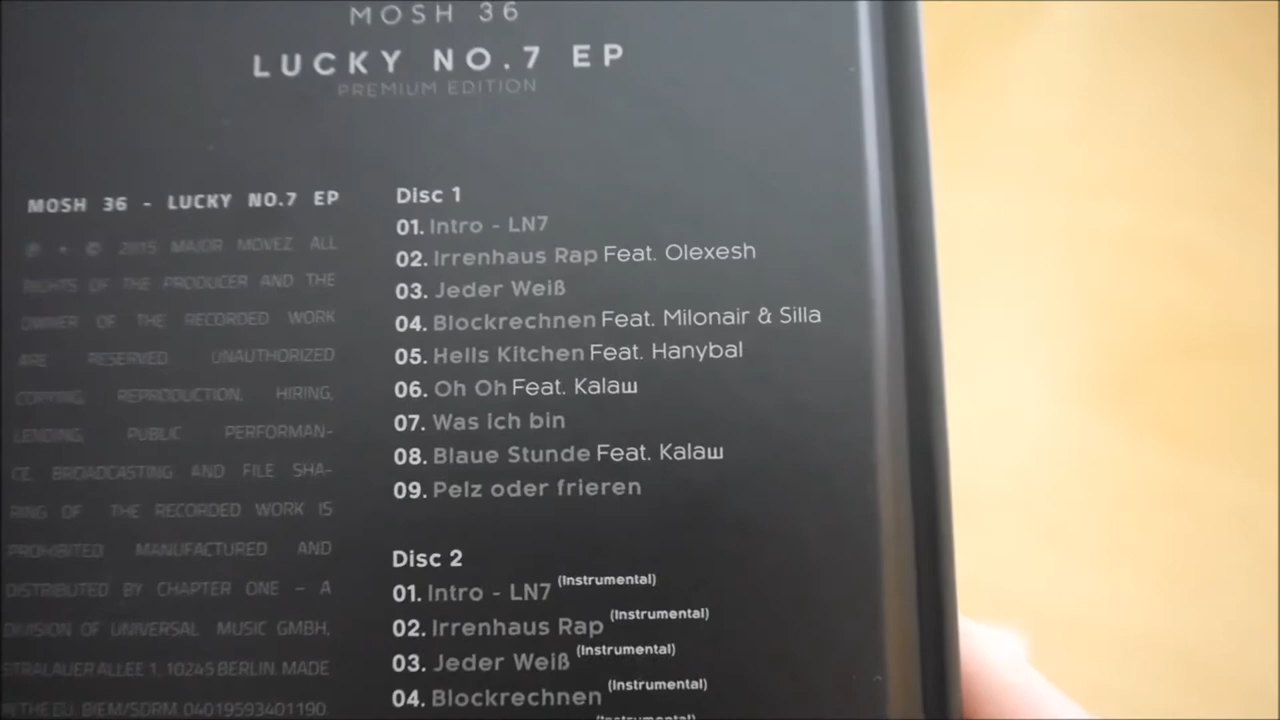 MOSH 36
LUCKY NO.7 EP
PREMIUM EDITION
MOSH 36 - LUCKY NO.7 EP
℗ + © 2015 MAJOR MOVEZ ALL
RIGHTS OF THE PRODUCER AND THE
OWNER OF THE RECORDED WORK
ARE RESERVED. UNAUTHORIZED
COPYING, REPRODUCTION, HIRING,
LENDING, PUBLIC PERFORMAN-
CE, BROADCASTING AND FILE SHA-
RING OF THE RECORDED WORK IS
PROHIBITED MANUFACTURED AND
DISTRIBUTED BY CHAPTER ONE – A
DIVISION OF UNIVERSAL MUSIC GMBH,
STRALAUER ALLEE 1, 10245 BERLIN. MADE
THE EU. BIEM/SDRM. 04019593401190
Disc 1
01. Intro - LN7
02. Irrenhaus Rap Feat. Olexesh
03. Jeder Weiß
04. Blockrechnen Feat. Milonair & Silla
05. Hells Kitchen Feat. Hanybal
06. Oh Oh Feat. Kalaш
07. Was ich bin
08. Blaue Stunde Feat. Kalaш
09. Pelz oder frieren
Disc 2
01. Intro - LN7 (Instrumental)
02. Irrenhaus Rap (Instrumental)
03. Jeder Weiß (Instrumental)
04. Blockrechnen (Instrumental)
(Instrumental)